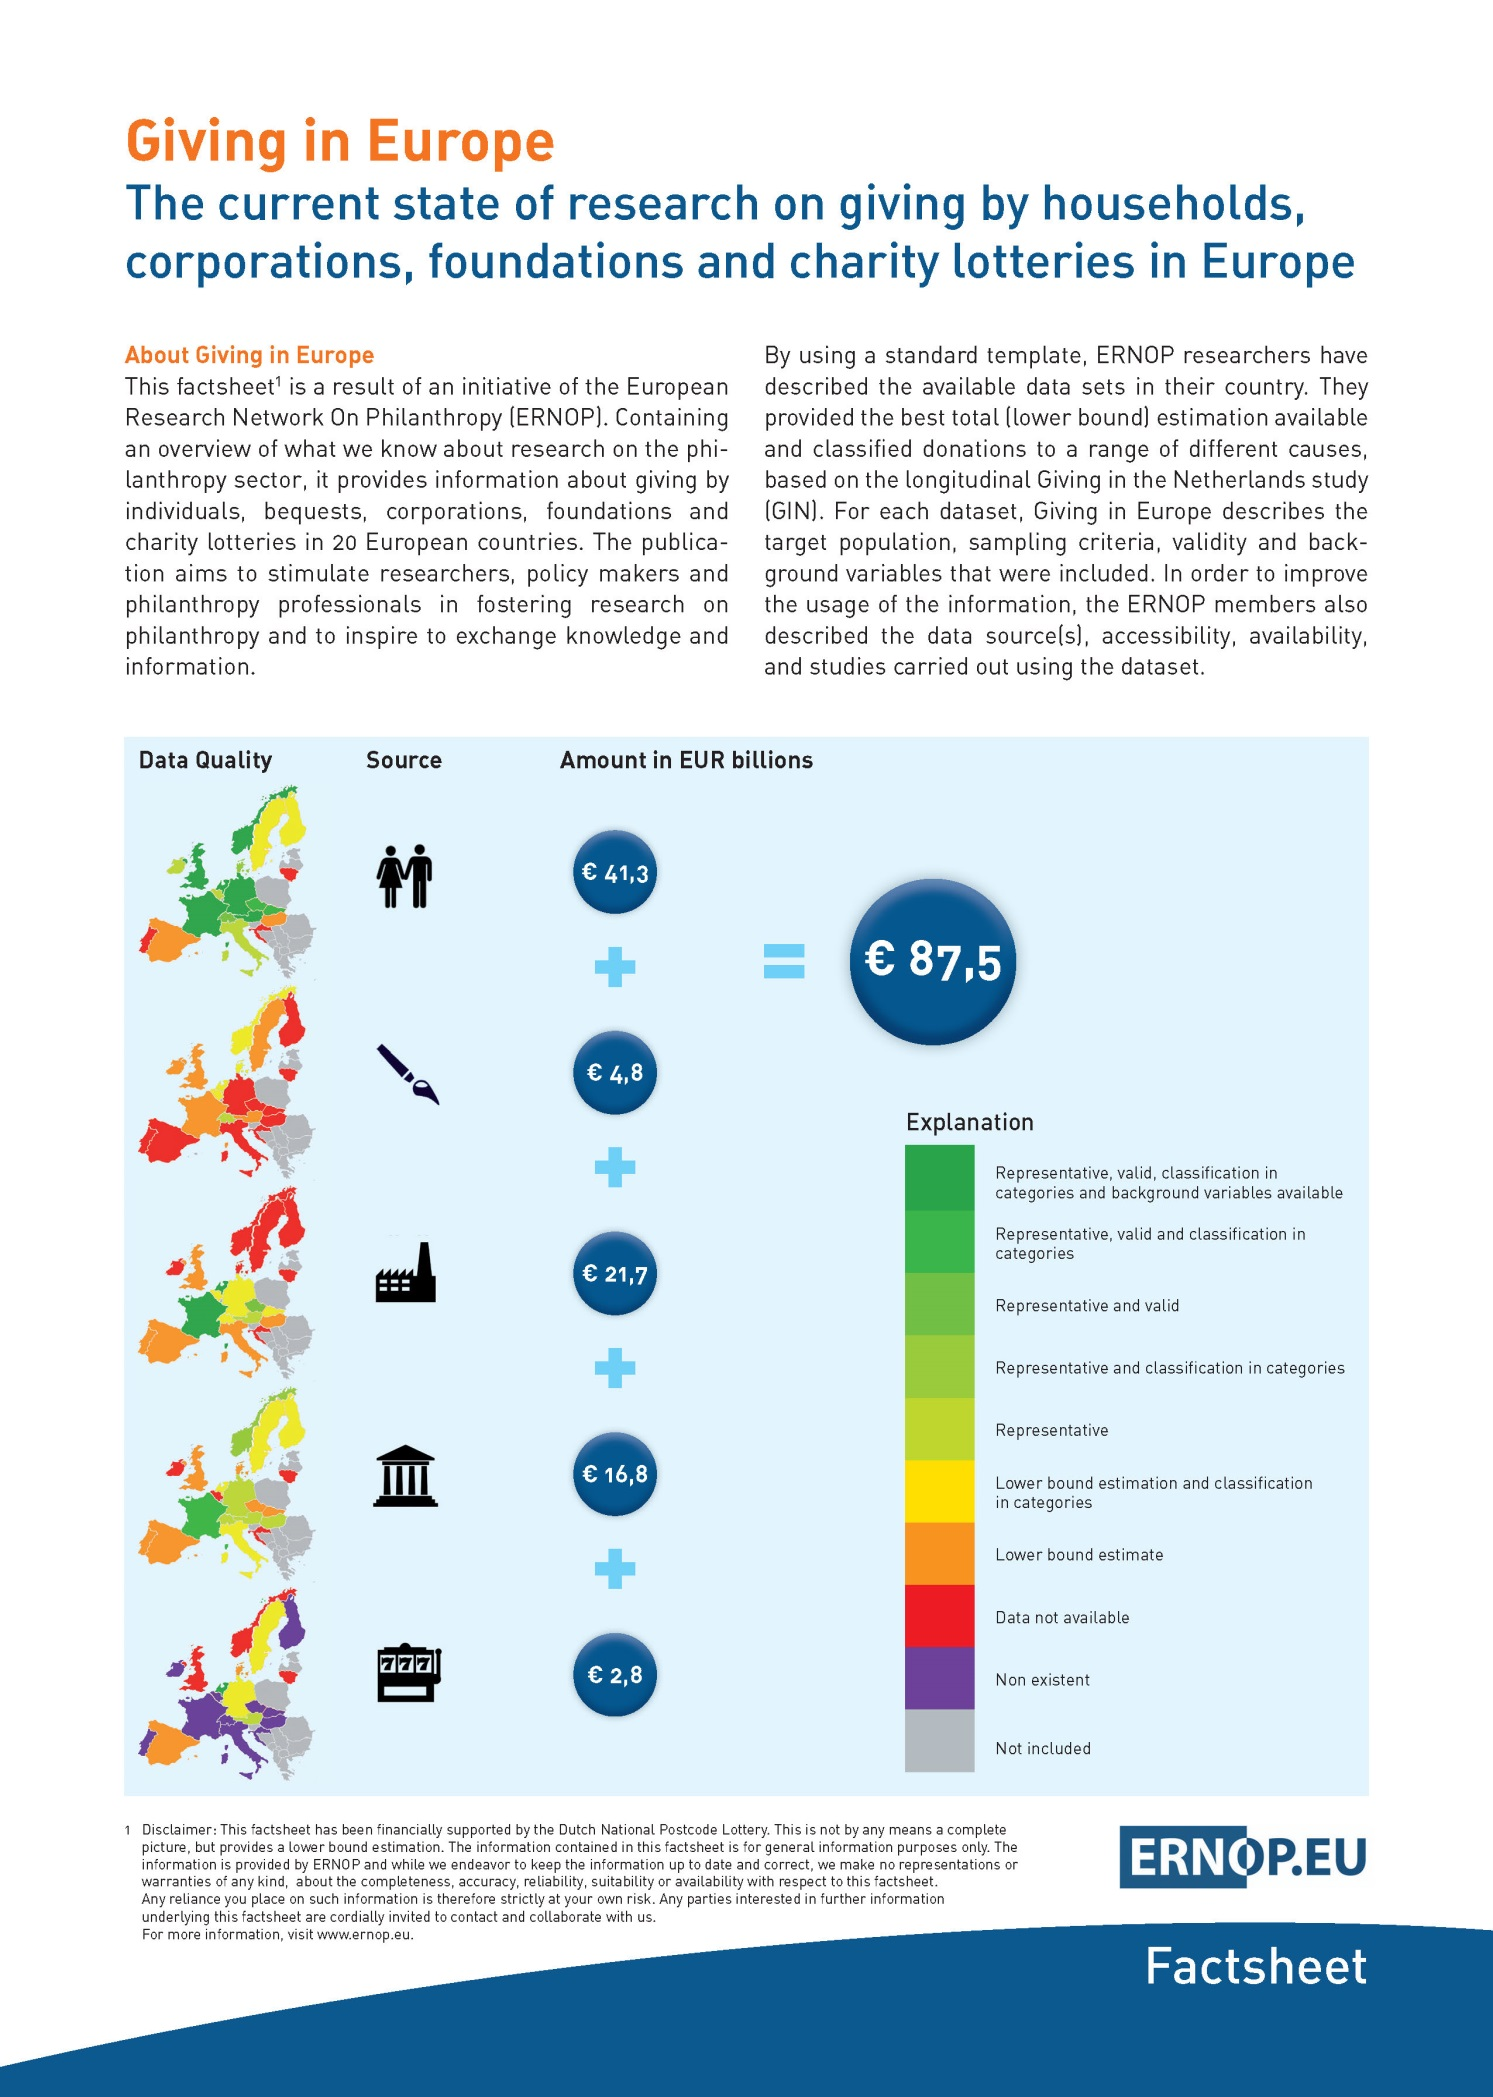 Giving in Europe
The current state of research on giving by households,
corporations, foundations and charity lotteries in Europe
About Giving in Europe
This factsheet¹ is a result of an initiative of the European
Research Network On Philanthropy (ERNOP). Containing
an overview of what we know about research on the phi-
lanthropy sector, it provides information about giving by
individuals, bequests, corporations, foundations and
charity lotteries in 20 European countries. The publica-
tion aims to stimulate researchers, policy makers and
philanthropy professionals in fostering research on
philanthropy and to inspire to exchange knowledge and
information.
By using a standard template, ERNOP researchers have
described the available data sets in their country. They
provided the best total (lower bound) estimation available
and classified donations to a range of different causes,
based on the longitudinal Giving in the Netherlands study
(GIN). For each dataset, Giving in Europe describes the
target population, sampling criteria, validity and back-
ground variables that were included. In order to improve
the usage of the information, the ERNOP members also
described the data source(s), accessibility, availability,
and studies carried out using the dataset.
Data Quality Source Amount in EUR billions
€ 41,3
+
= € 87,5
€ 4,8
+
€ 21,7
+
€ 16,8
+
777
€ 2,8
Explanation
Representative, valid, classification in
categories and background variables available
Representative, valid and classification in
categories
Representative and valid
Representative and classification in categories
Representative
Lower bound estimation and classification
in categories
Lower bound estimate
Data not available
Non existent
Not included
1 Disclaimer: This factsheet has been financially supported by the Dutch National Postcode Lottery. This is not by any means a complete
picture, but provides a lower bound estimation. The information contained in this factsheet is for general information purposes only. The
information is provided by ERNOP and while we endeavor to keep the information up to date and correct, we make no representations or
warranties of any kind, about the completeness, accuracy, reliability, suitability or availability with respect to this factsheet.
Any reliance you place on such information is therefore strictly at your own risk. Any parties interested in further information
underlying this factsheet are cordially invited to contact and collaborate with us.
For more information, visit www.ernop.eu.
ERNOP.EU
Factsheet